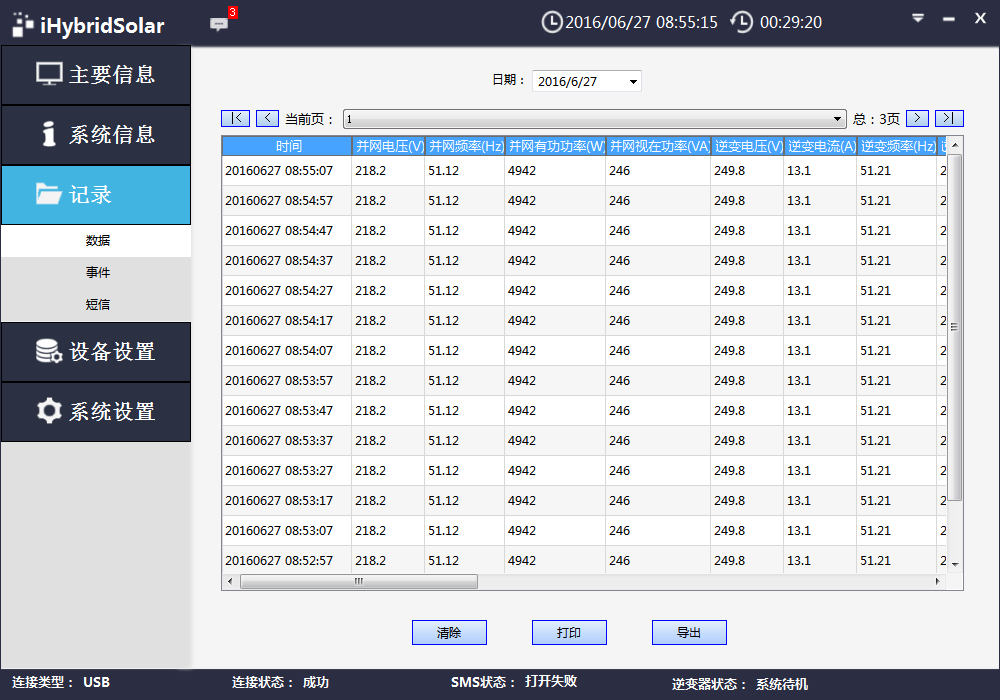 iHybridSolar 3 2016/06/27 08:55:15 00:29:20
主要信息
系统信息
记录
数据
事件
短信
设备设置
系统设置
日期： 2016/6/27
|< < 当前页： 1 总：3页 > >|
时间 并网电压(V) 并网频率(Hz) 并网有功功率(W) 并网视在功率(VA) 逆变电压(V) 逆变电流(A) 逆变频率(Hz)
20160627 08:55:07 218.2 51.12 4942 246 249.8 13.1 51.21 2
20160627 08:54:57 218.2 51.12 4942 246 249.8 13.1 51.21 2
20160627 08:54:47 218.2 51.12 4942 246 249.8 13.1 51.21 2
20160627 08:54:37 218.2 51.12 4942 246 249.8 13.1 51.21 2
20160627 08:54:27 218.2 51.12 4942 246 249.8 13.1 51.21 2
20160627 08:54:17 218.2 51.12 4942 246 249.8 13.1 51.21 2
20160627 08:54:07 218.2 51.12 4942 246 249.8 13.1 51.21 2
20160627 08:53:57 218.2 51.12 4942 246 249.8 13.1 51.21 2
20160627 08:53:47 218.2 51.12 4942 246 249.8 13.1 51.21 2
20160627 08:53:37 218.2 51.12 4942 246 249.8 13.1 51.21 2
20160627 08:53:27 218.2 51.12 4942 246 249.8 13.1 51.21 2
20160627 08:53:17 218.2 51.12 4942 246 249.8 13.1 51.21 2
20160627 08:53:07 218.2 51.12 4942 246 249.8 13.1 51.21 2
20160627 08:52:57 218.2 51.12 4942 246 249.8 13.1 51.21 2
清除 打印 导出
连接类型： USB 连接状态： 成功 SMS状态： 打开失败 逆变器状态： 系统待机